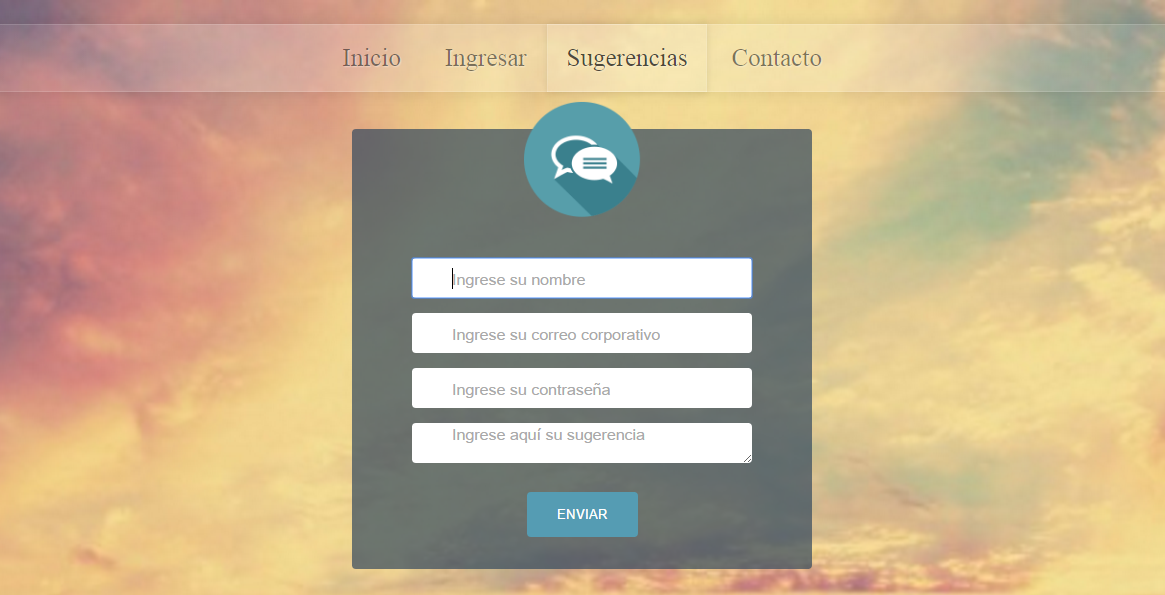 Inicio Ingresar Sugerencias Contacto
Ingrese su nombre
Ingrese su correo corporativo
Ingrese su contraseña
Ingrese aquí su sugerencia
ENVIAR